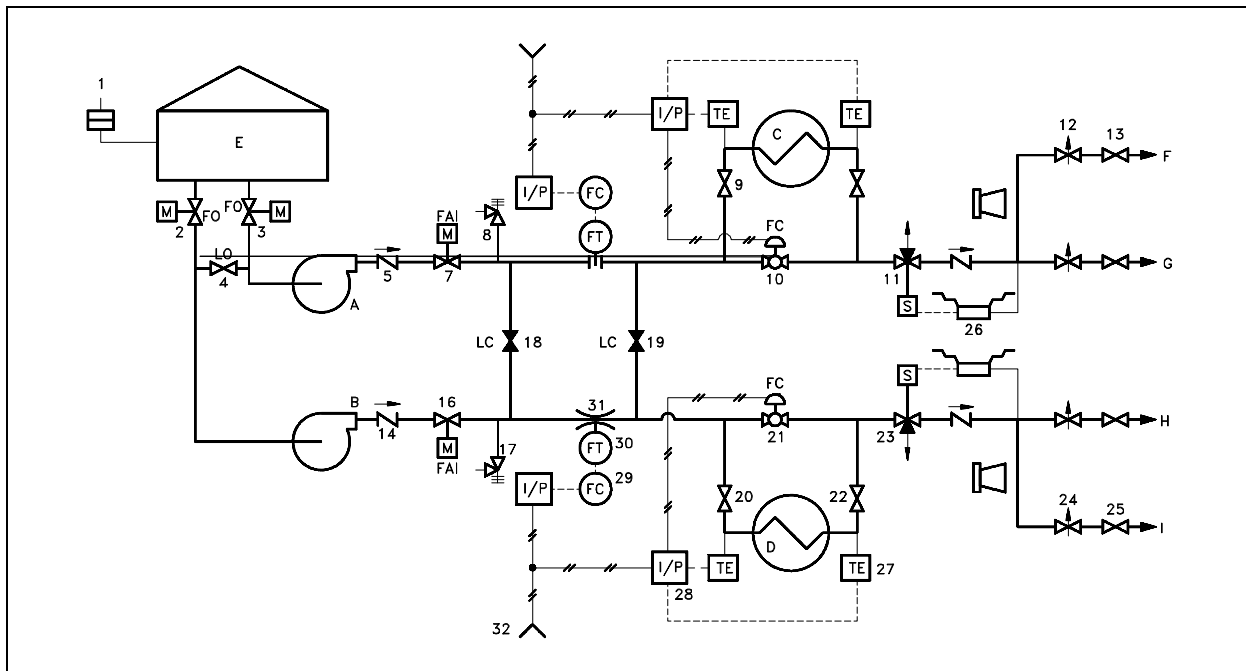 1
E
M
FO
2
FO
3
M
LO
4
A
5
FAI
M
7
8
I/P
FC
FT
I/P
TE
C
TE
9
FC
10
11
S
26
12
13
F
G
LC
18
LC
19
B
14
16
M
FAI
17
31
FT
30
FC
29
I/P
32
I/P
28
TE
20
D
22
TE
27
FC
21
S
23
H
24
25
I